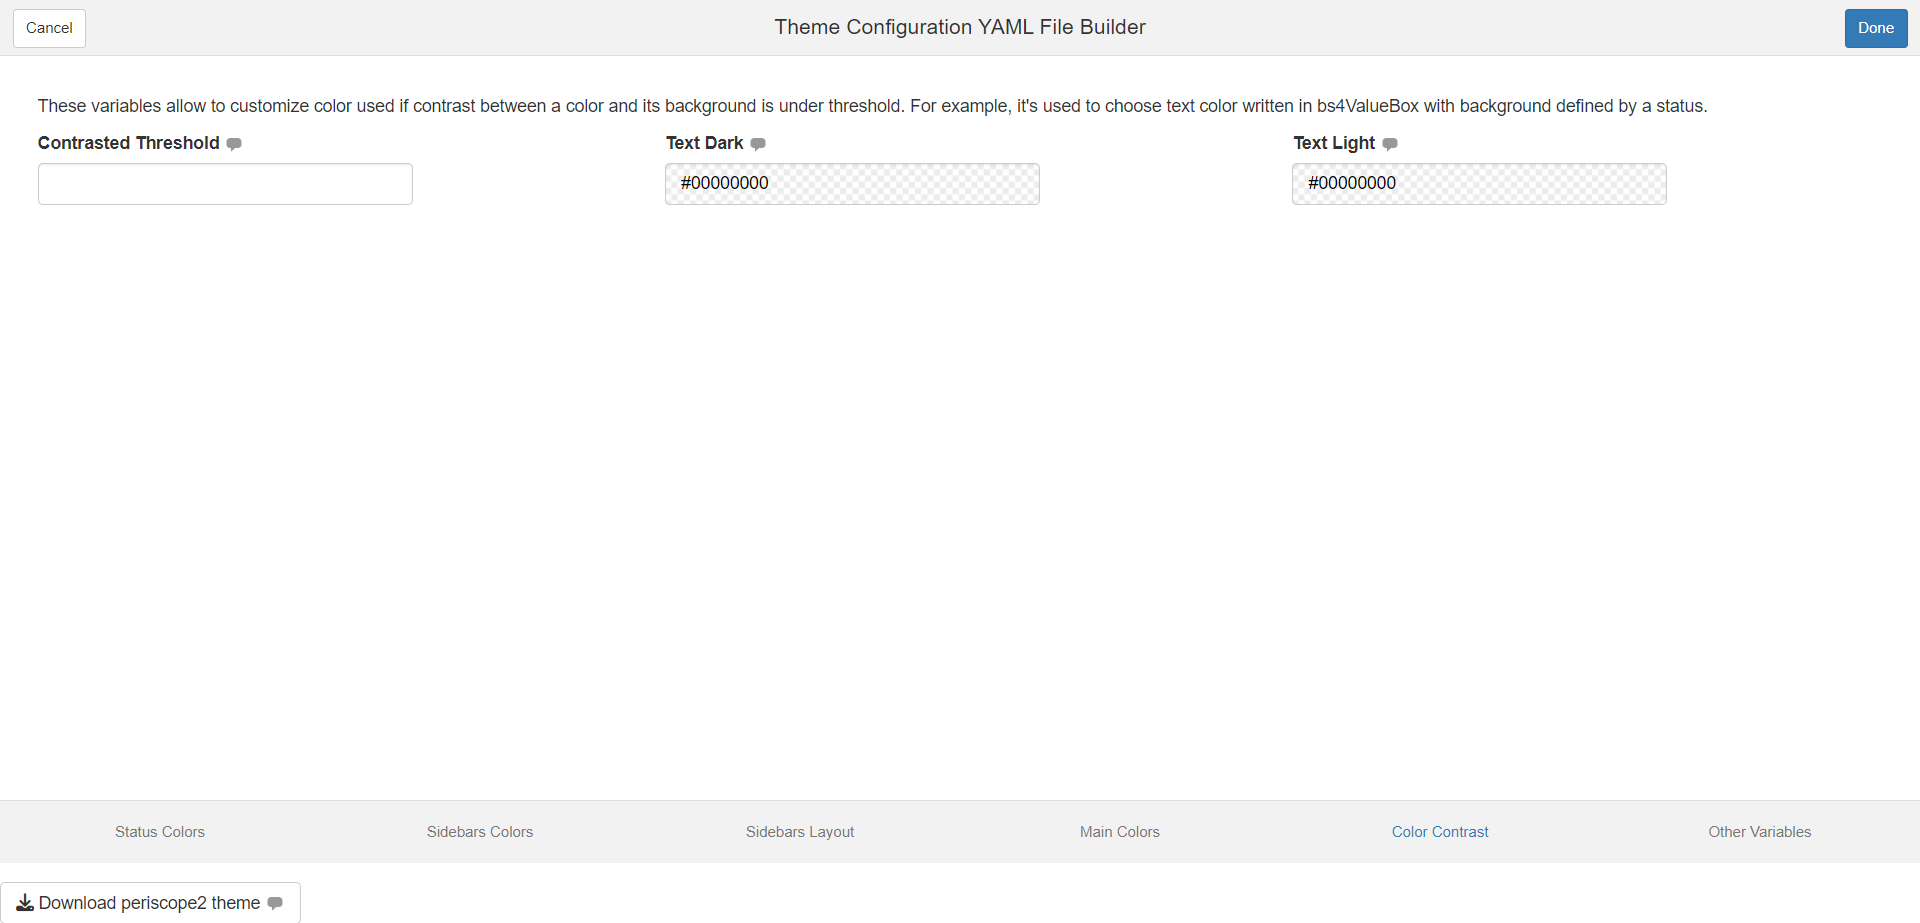 Cancel
Theme Configuration YAML File Builder
Done
These variables allow to customize color used if contrast between a color and its background is under threshold. For example, it's used to choose text color written in bs4ValueBox with background defined by a status.
Contrasted Threshold
Text Dark
Text Light
#00000000
#00000000
Status Colors
Sidebars Colors
Sidebars Layout
Main Colors
Color Contrast
Other Variables
Download periscope2 theme